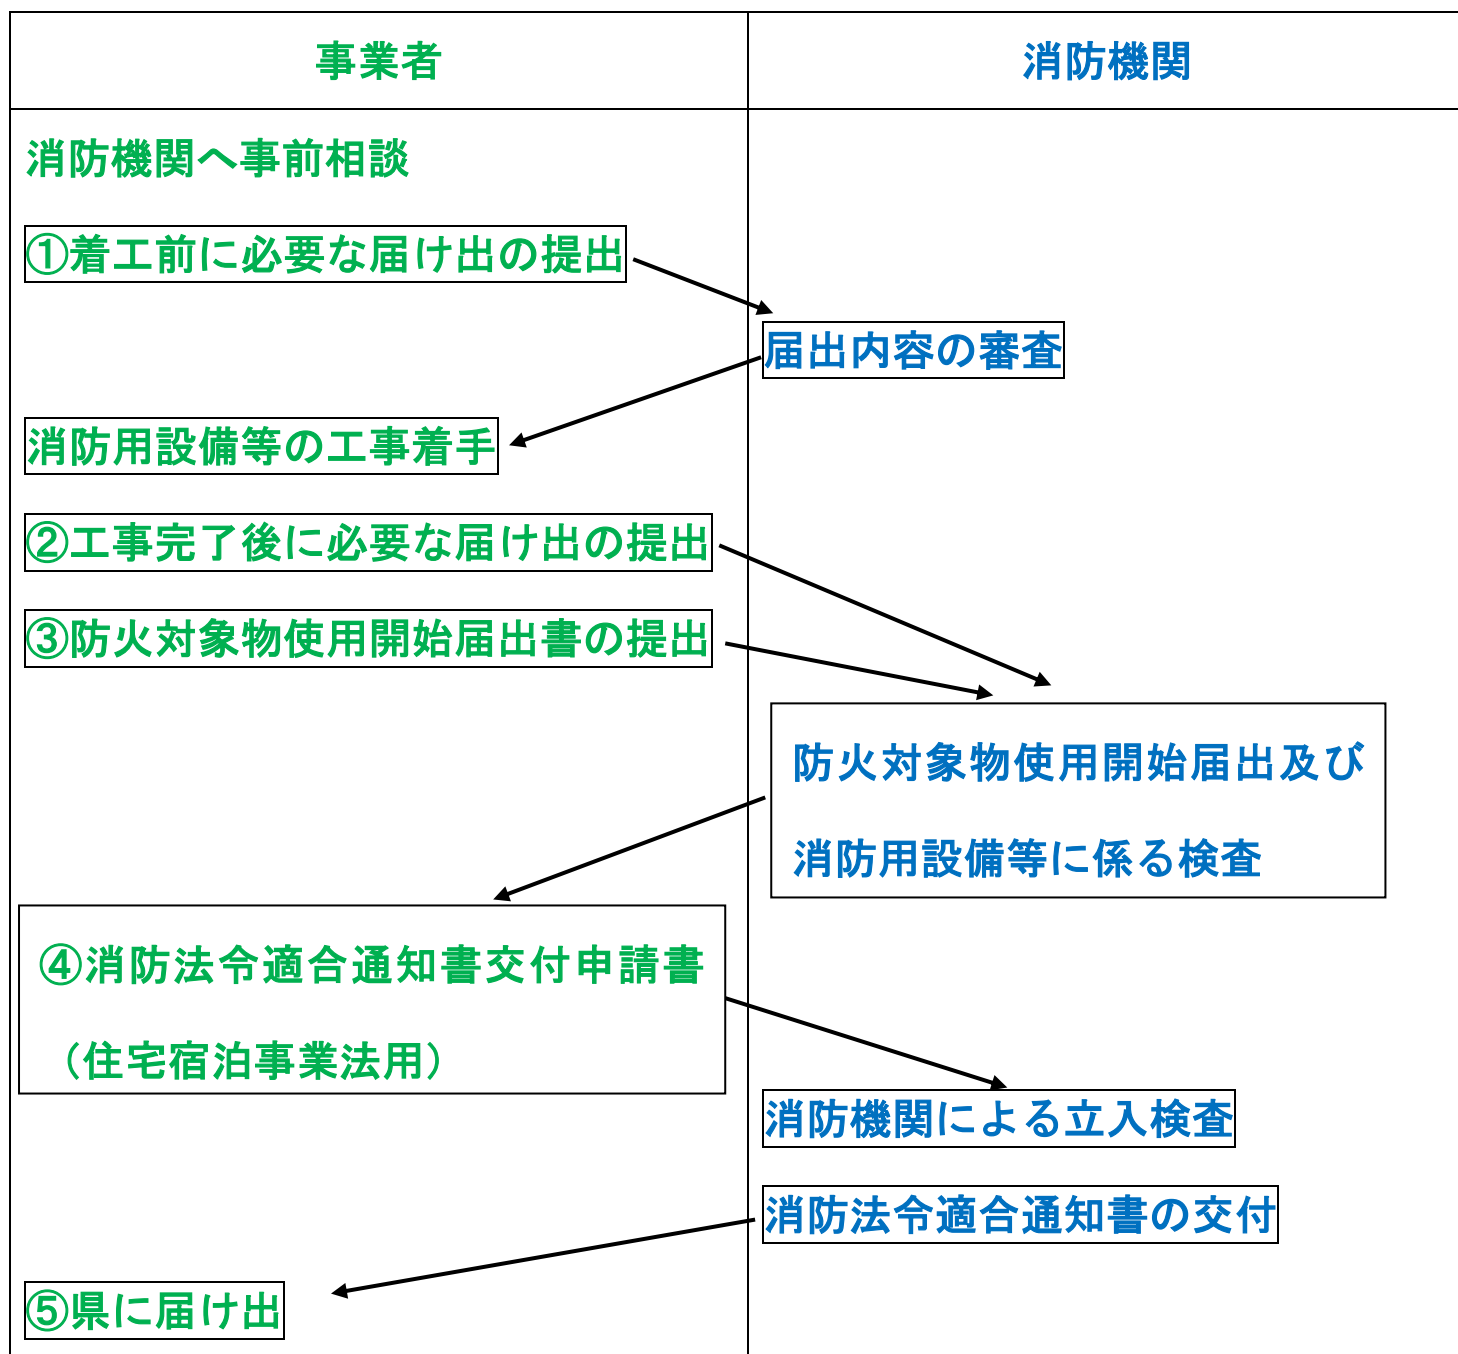 事業者
消防機関
消防機関へ事前相談
①着工前に必要な届け出の提出
届出内容の審査
消防用設備等の工事着手
②工事完了後に必要な届け出の提出
③防火対象物使用開始届出書の提出
防火対象物使用開始届出及び
消防用設備等に係る検査
④消防法令適合通知書交付申請書
（住宅宿泊事業法用）
消防機関による立入検査
消防法令適合通知書の交付
⑤県に届け出